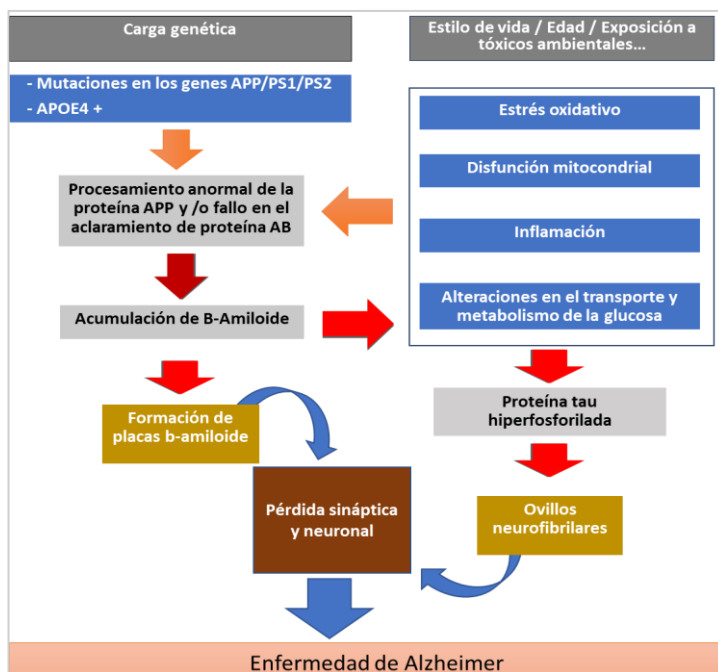 Carga genética
Estilo de vida / Edad / Exposición a
tóxicos ambientales…
- Mutaciones en los genes APP/PS1/PS2
- APOE4 +
Estrés oxidativo
Disfunción mitocondrial
Inflamación
Alteraciones en el transporte y
metabolismo de la glucosa
Procesamiento anormal de la
proteína APP y /o fallo en el
aclaramiento de proteína AB
Acumulación de B-Amiloide
Formación de
placas b-amiloide
Proteína tau
hiperfosforilada
Ovillos
neurofibrilares
Pérdida sináptica
y neuronal
Enfermedad de Alzheimer